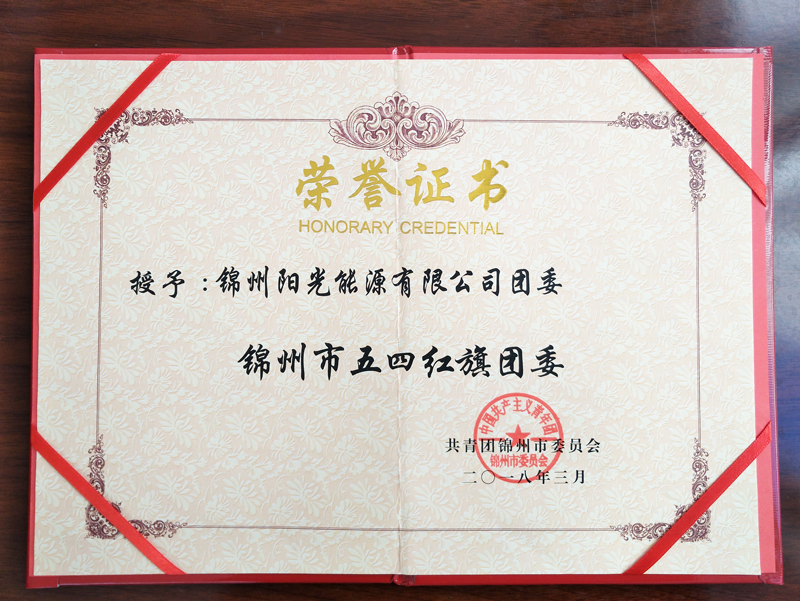 荣誉证书
HONORARY CREDENTIAL
授予：锦州阳光能源有限公司团委
锦州市五四红旗团委
中国共产主义青年团
共青团锦州市委员会
锦州市委员会
二〇一八年三月